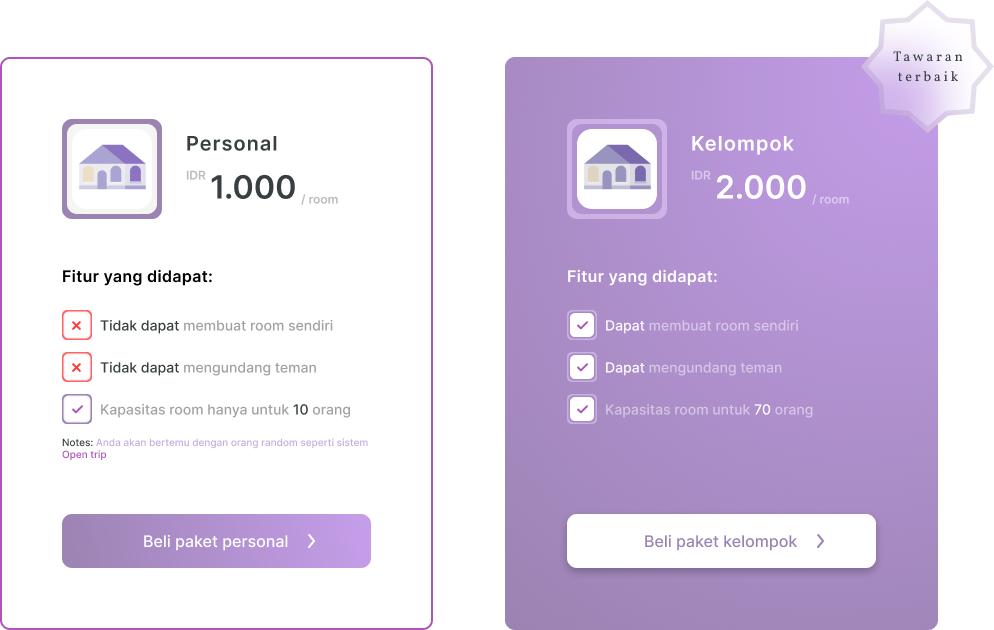 Personal
IDR 1.000 / room
Fitur yang didapat:
Tidak dapat membuat room sendiri
Tidak dapat mengundang teman
Kapasitas room hanya untuk 10 orang
Notes: Anda akan bertemu dengan orang random seperti sistem
Open trip
Beli paket personal
Tawaran
terbaik
Kelompok
IDR 2.000 / room
Fitur yang didapat:
Dapat membuat room sendiri
Dapat mengundang teman
Kapasitas room untuk 70 orang
Beli paket kelompok